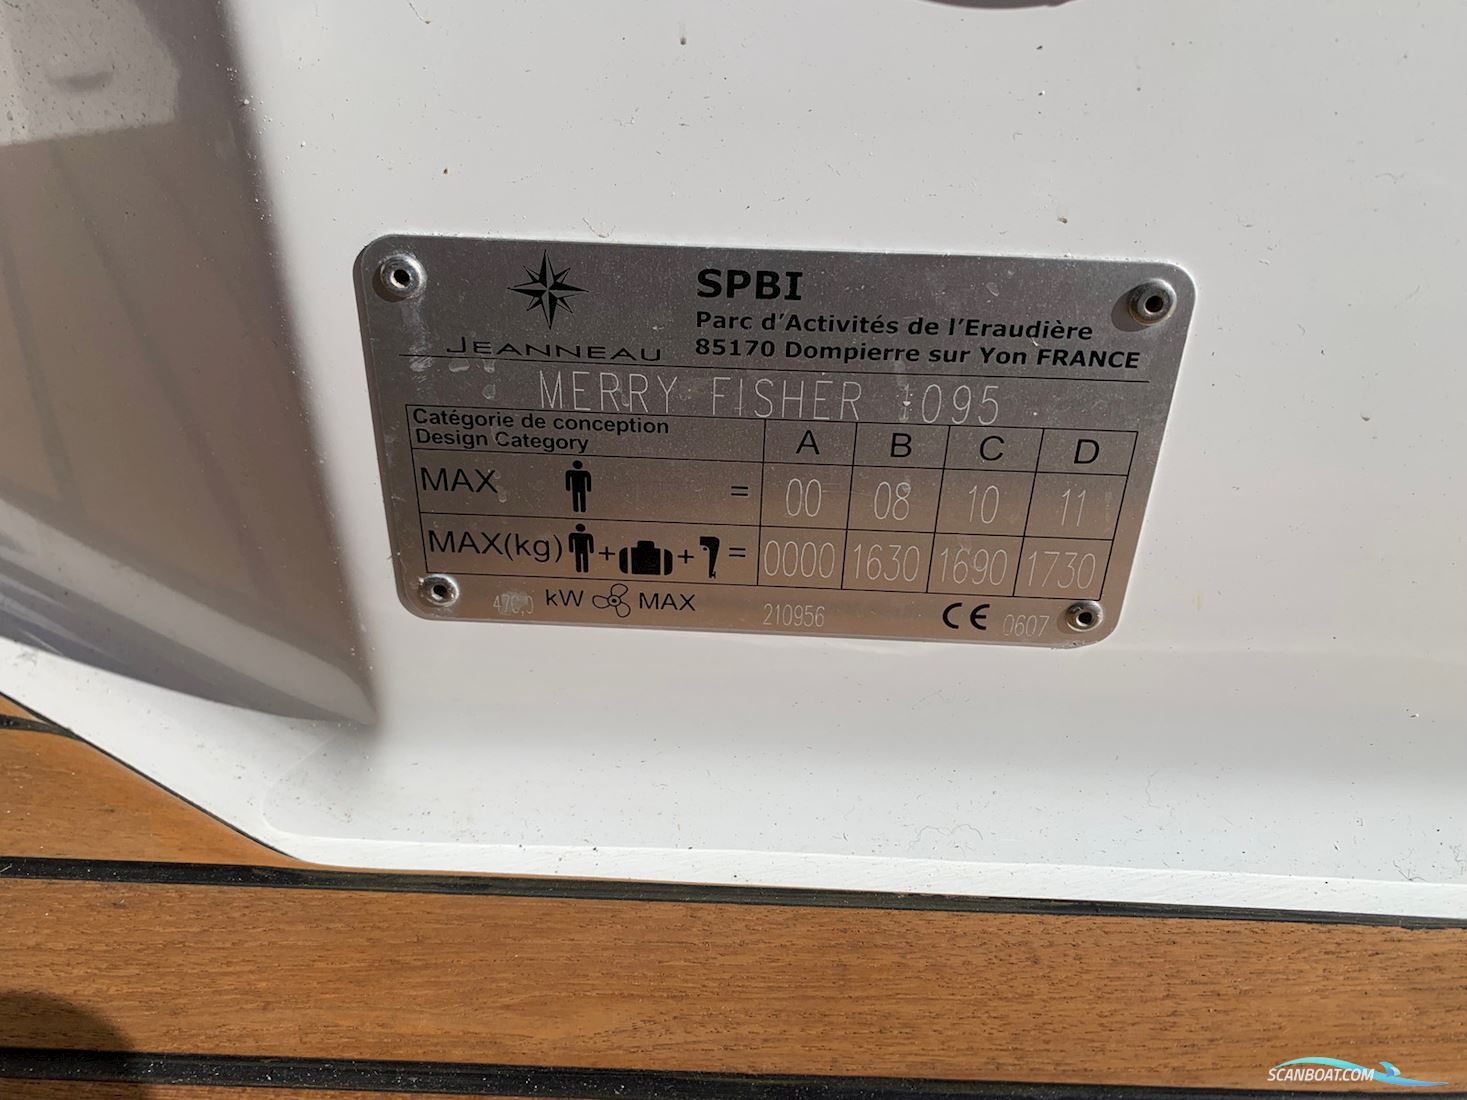 SPBI
Parc d'Activités de l'Eraudière
JEANNEAU 85170 Dompierre sur Yon FRANCE
MERRY FISHER 1095
Catégorie de conception
Design Category A B C D
MAX = 00 08 10 11
MAX(kg) + + = 0000 1630 1690 1730
kW MAX 210956 CE 0607
SCANBOAT.COM